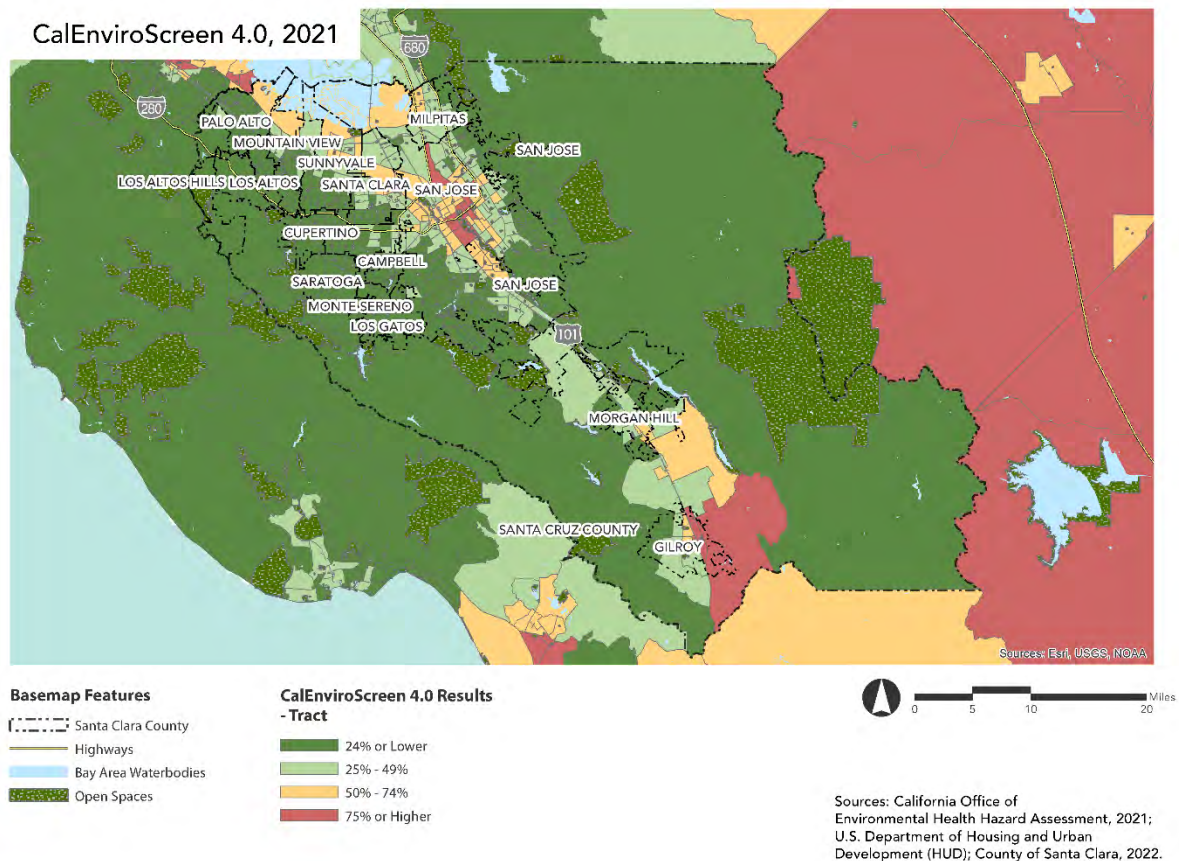 CalEnviroScreen 4.0, 2021
680
280
PALO ALTO
MILPITAS
MOUNTAIN VIEW
SAN JOSE
SUNNYVALE
LOS ALTOS HILLS
LOS ALTOS
SANTA CLARA
SAN JOSE
CUPERTINO
CAMPBELL
SARATOGA
SAN JOSE
MONTE SERENO
LOS GATOS
101
MORGAN HILL
SANTA CRUZ COUNTY
GILROY
Sources: Esri, USGS, NOAA
Basemap Features
Santa Clara County
Highways
Bay Area Waterbodies
Open Spaces
CalEnviroScreen 4.0 Results
- Tract
24% or Lower
25% - 49%
50% - 74%
75% or Higher
Miles
0 5 10 20
Sources: California Office of
Environmental Health Hazard Assessment, 2021;
U.S. Department of Housing and Urban
Development (HUD); County of Santa Clara, 2022.